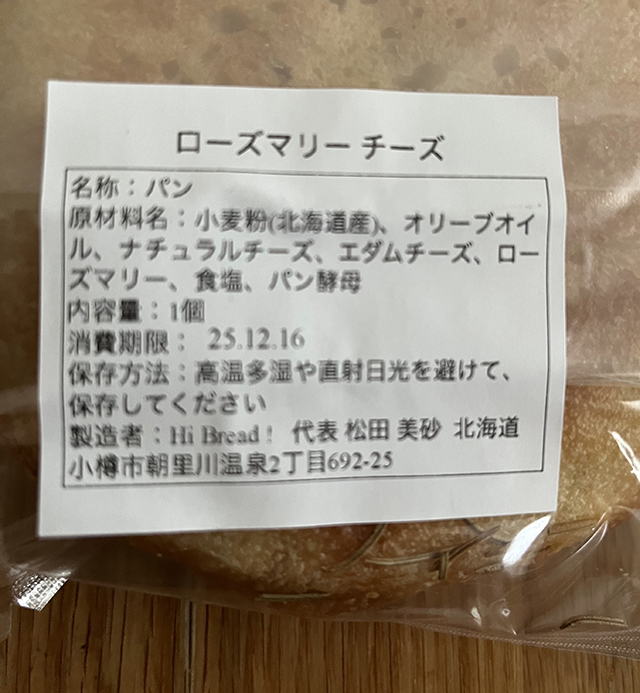 ローズマリー チーズ
名称：パン
原材料名：小麦粉(北海道産)、オリーブオイ
ル、ナチュラルチーズ、エダムチーズ、ロー
ズマリー、食塩、パン酵母
内容量：1個
消費期限： 25.12.16
保存方法：高温多湿や直射日光を避けて、
保存してください
製造者：Hi Bread！ 代表 松田 美砂 北海道
小樽市朝里川温泉2丁目692-25